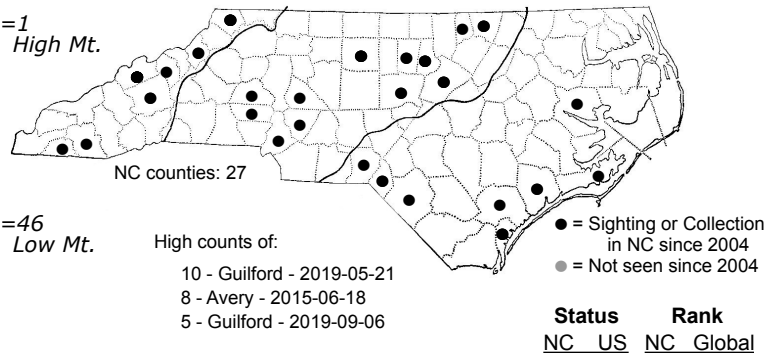 =1
High Mt.
NC counties: 27
=46
Low Mt.
High counts of:
10 - Guilford - 2019-05-21
8 - Avery - 2015-06-18
5 - Guilford - 2019-09-06
● = Sighting or Collection
in NC since 2004
● = Not seen since 2004
Status Rank
NC US NC Global